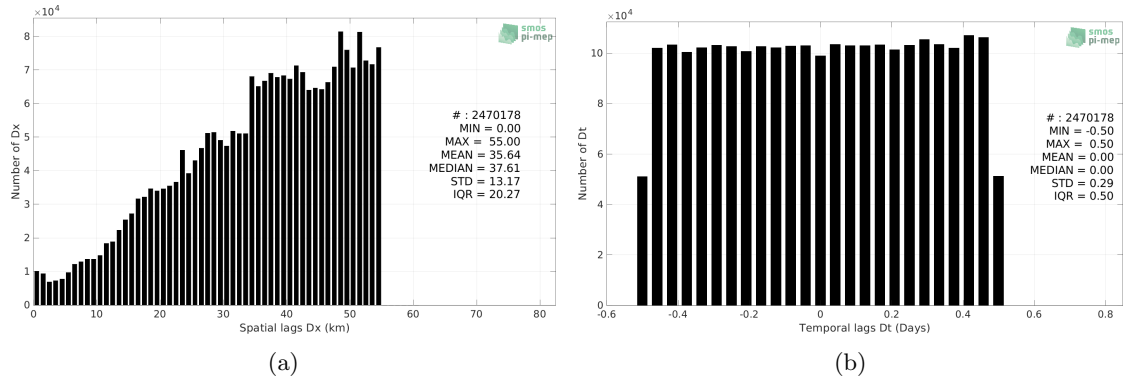 ×10⁴
9
8
7
6
5
4
3
2
1
0
Number of Dx
0 10 20 30 40 50 60 70 80
Spatial lags Dx (km)
smos
pi-mep
# : 2470178
MIN = 0.00
MAX = 55.00
MEAN = 35.64
MEDIAN = 37.61
STD = 13.17
IQR = 20.27
(a)
×10⁴
10
8
6
4
2
0
Number of Dt
-0.6 -0.4 -0.2 0 0.2 0.4 0.6 0.8
Temporal lags Dt (Days)
smos
pi-mep
# : 2470178
MIN = -0.50
MAX = 0.50
MEAN = 0.00
MEDIAN = 0.00
STD = 0.29
IQR = 0.50
(b)